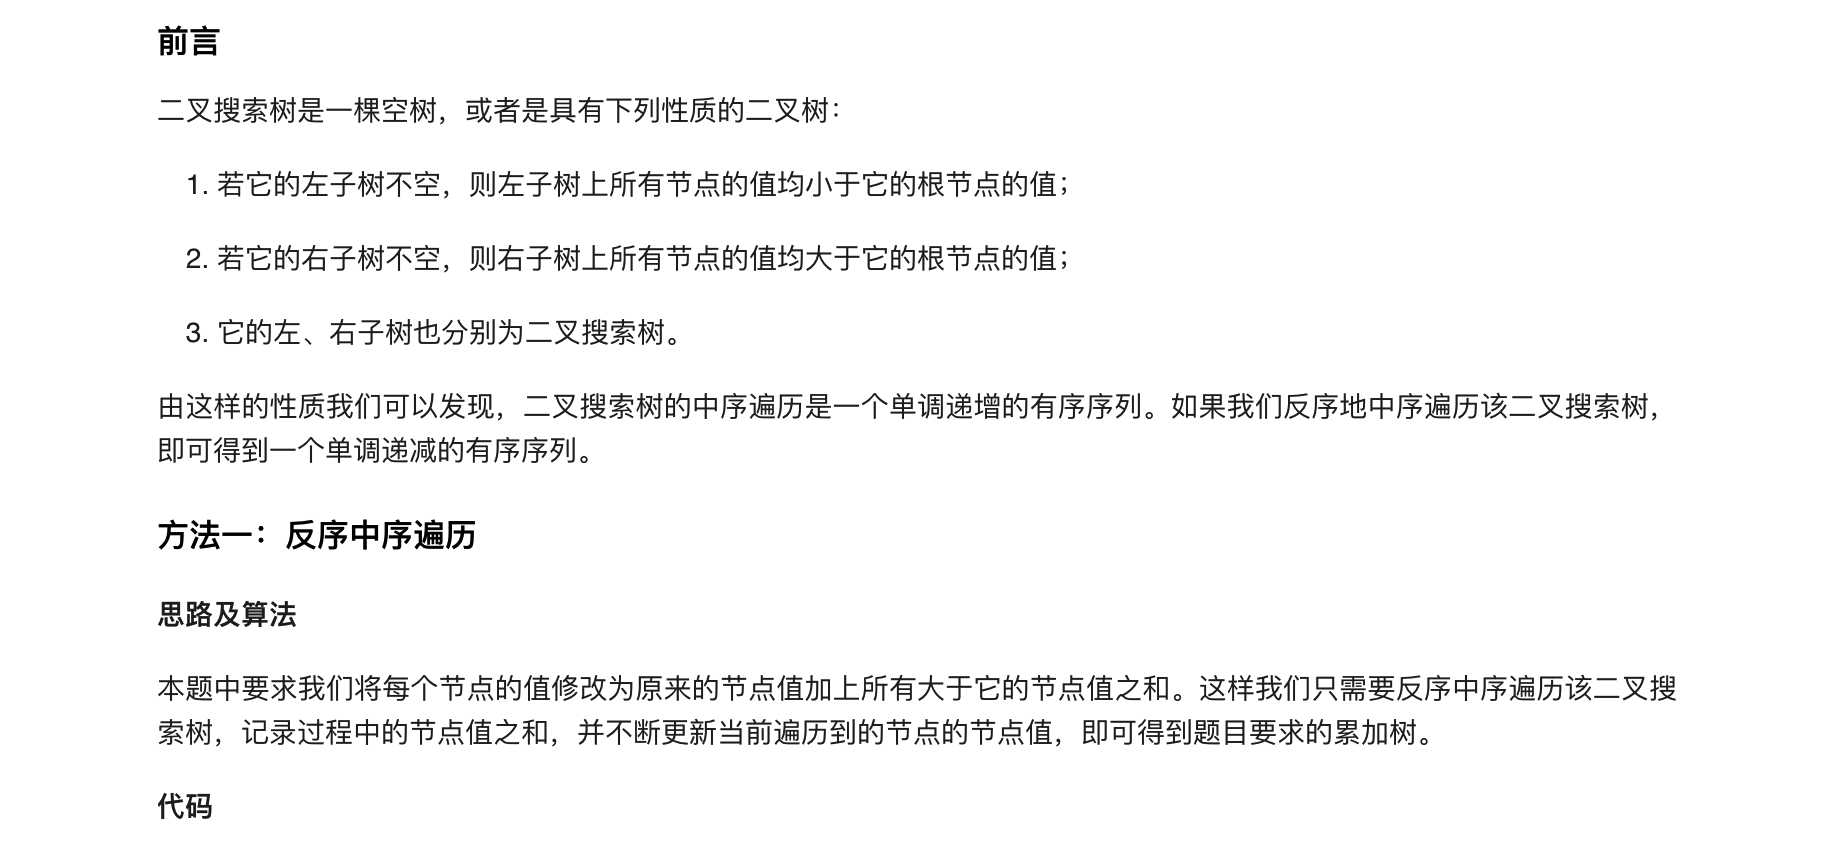 前言
二叉搜索树是一棵空树，或者是具有下列性质的二叉树：
1. 若它的左子树不空，则左子树上所有节点的值均小于它的根节点的值；
2. 若它的右子树不空，则右子树上所有节点的值均大于它的根节点的值；
3. 它的左、右子树也分别为二叉搜索树。
由这样的性质我们可以发现，二叉搜索树的中序遍历是一个单调递增的有序序列。如果我们反序地中序遍历该二叉搜索树，
即可得到一个单调递减的有序序列。
方法一：反序中序遍历
思路及算法
本题中要求我们将每个节点的值修改为原来的节点值加上所有大于它的节点值之和。这样我们只需要反序中序遍历该二叉搜
索树，记录过程中的节点值之和，并不断更新当前遍历到的节点的节点值，即可得到题目要求的累加树。
代码